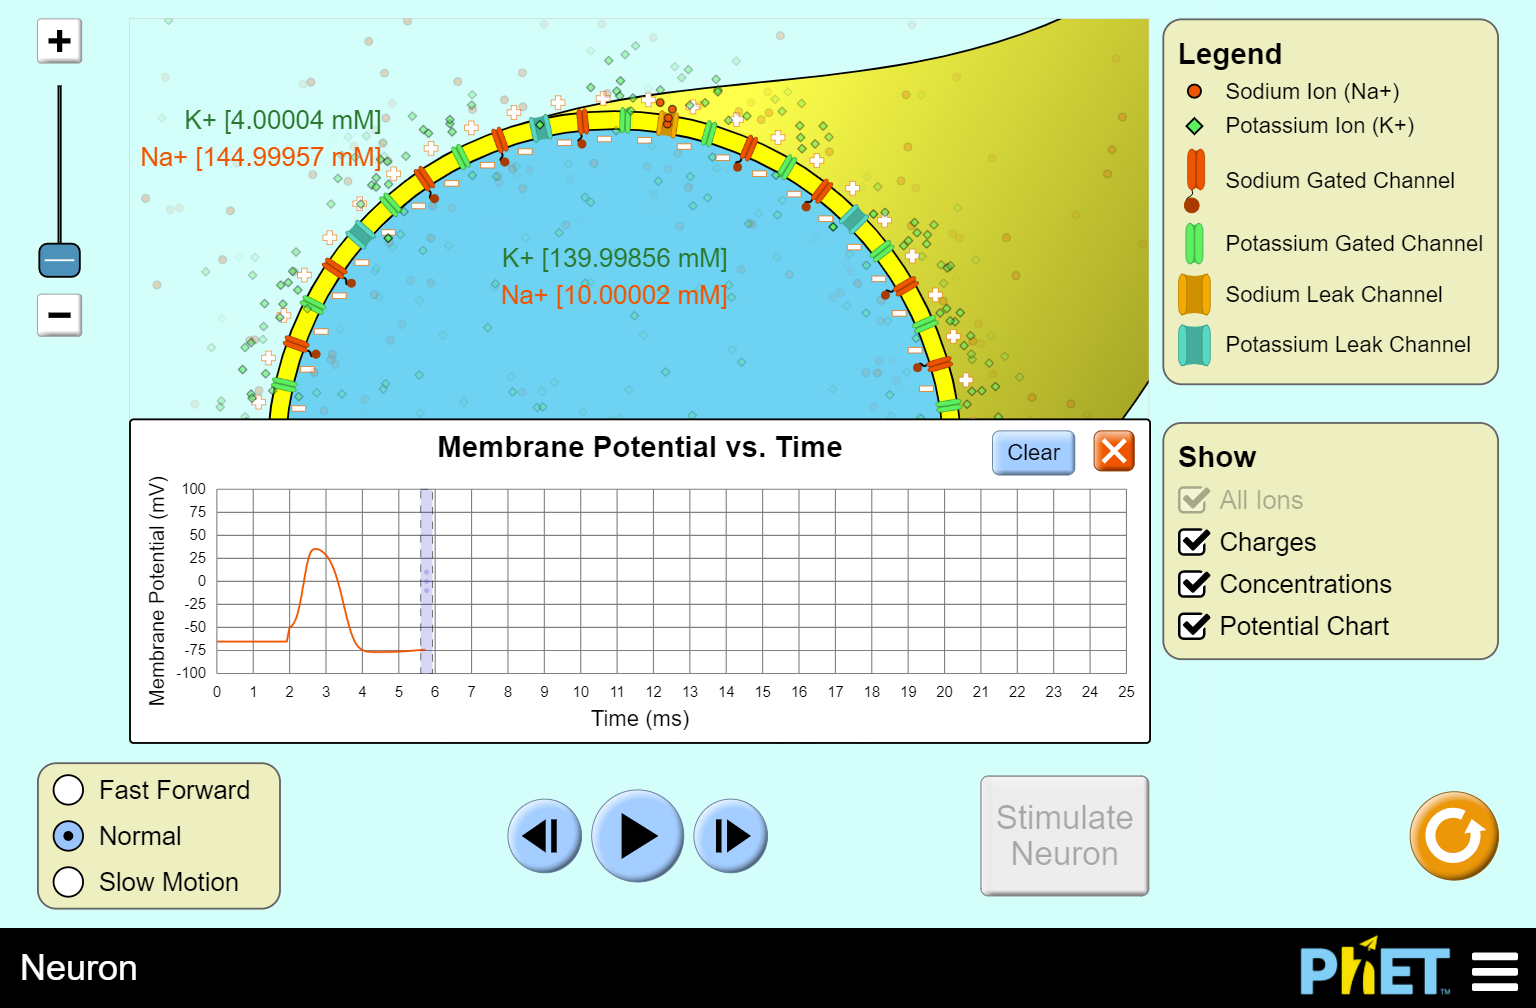 +
−
K+ [4.00004 mM]
Na+ [144.99957 mM]
K+ [139.99856 mM]
Na+ [10.00002 mM]
Legend
Sodium Ion (Na+)
Potassium Ion (K+)
Sodium Gated Channel
Potassium Gated Channel
Sodium Leak Channel
Potassium Leak Channel
Membrane Potential vs. Time
Clear
Membrane Potential (mV)
100
75
50
25
0
-25
-50
-75
-100
0 1 2 3 4 5 6 7 8 9 10 11 12 13 14 15 16 17 18 19 20 21 22 23 24 25
Time (ms)
Show
All Ions
Charges
Concentrations
Potential Chart
Fast Forward
Normal
Slow Motion
Stimulate
Neuron
Neuron
PhET™